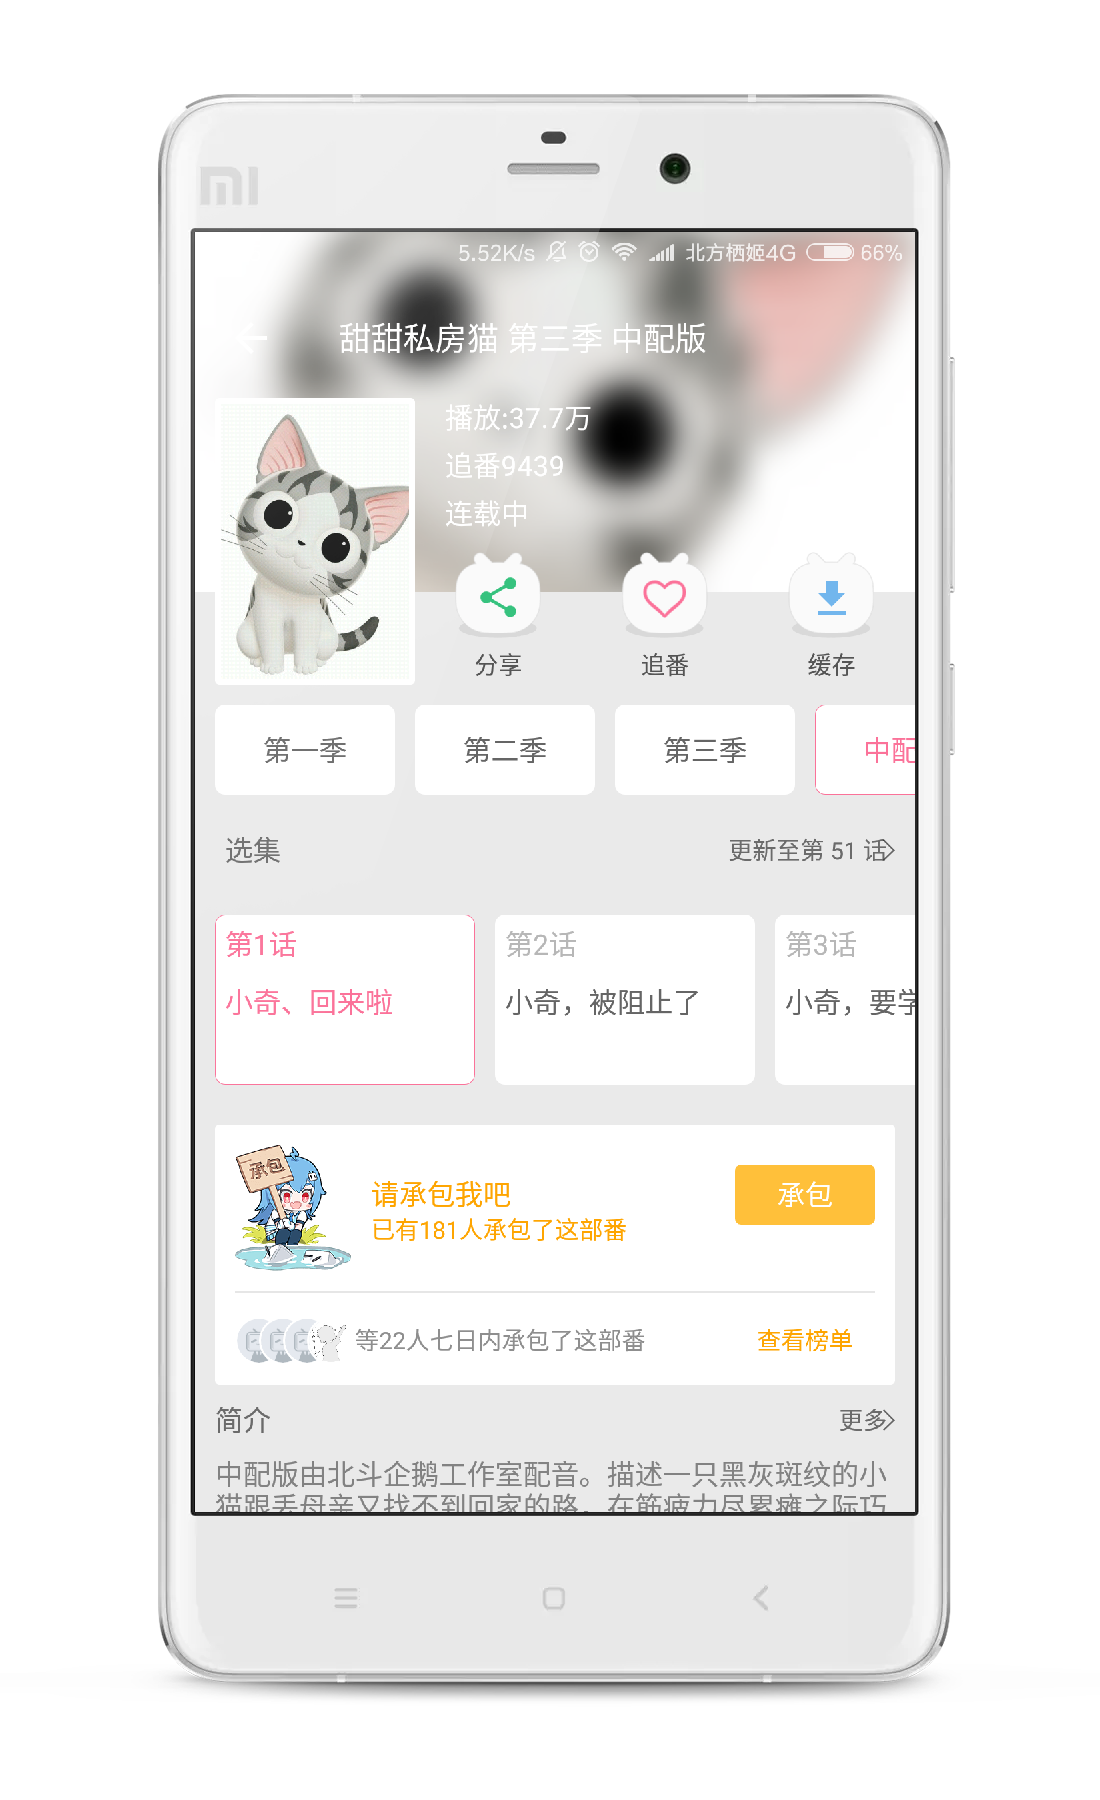 mi
5.52K/s 北方栖姬4G 66%
甜甜私房猫 第三季 中配版
播放:37.7万
追番9439
连载中
分享 追番 缓存
第一季 第二季 第三季 中配
选集 更新至第 51 话
第1话 第2话 第3话
小奇、回来啦 小奇，被阻止了 小奇，要学
承包
请承包我吧 承包
已有181人承包了这部番
等22人七日内承包了这部番 查看榜单
简介 更多
中配版由北斗企鹅工作室配音。描述一只黑灰斑纹的小
猫跟丢母亲又找不到回家的路，在筋疲力尽累瘫之际巧